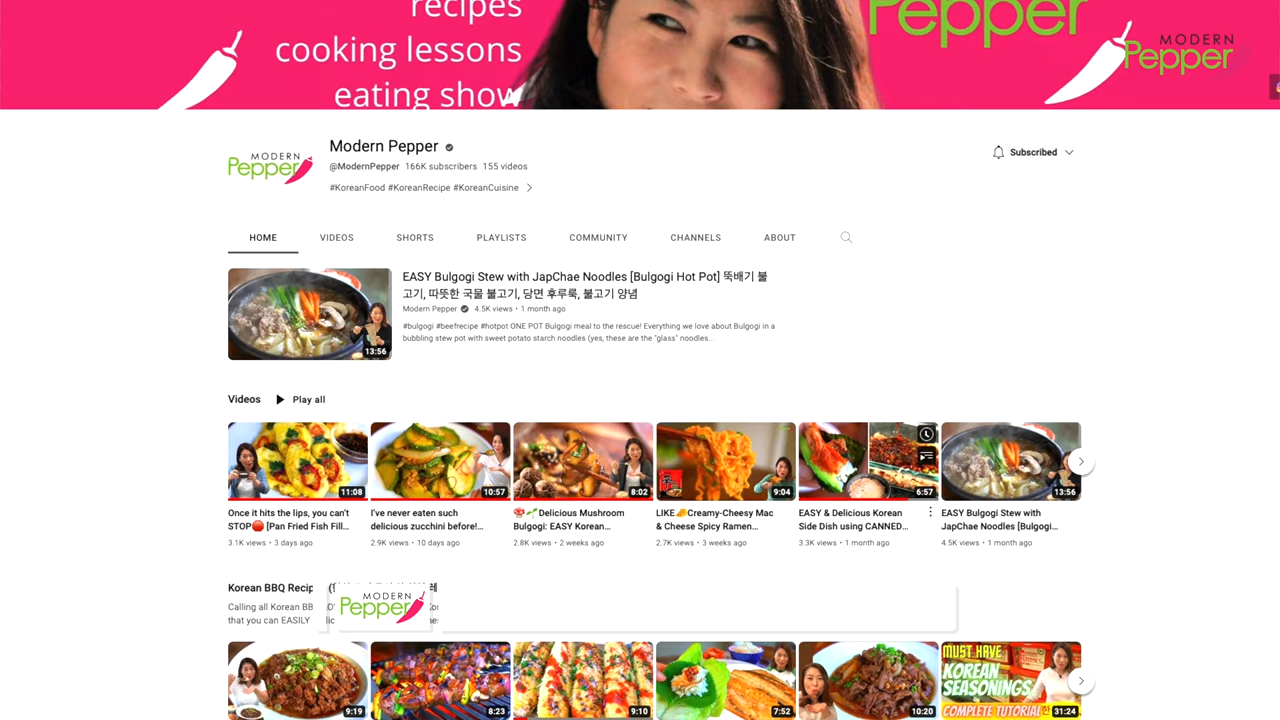 recipes
cooking lessons
eating show
Pepper
MODERN
Pepper
MODERN
Pepper
Modern Pepper
@ModernPepper 166K subscribers 155 videos
#KoreanFood #KoreanRecipe #KoreanCuisine
Subscribed
HOME VIDEOS SHORTS PLAYLISTS COMMUNITY CHANNELS ABOUT
EASY Bulgogi Stew with JapChae Noodles [Bulgogi Hot Pot] 뚝배기 불
고기, 따뜻한 국물 불고기, 당면 후루룩, 불고기 양념
Modern Pepper 4.5K views • 1 month ago
#bulgogi #beefrecipe #hotpot ONE POT Bulgogi meal to the rescue! Everything we love about Bulgogi in a
bubbling stew pot with sweet potato starch noodles (yes, these are the "glass" noodles...
13:56
Videos Play all
11:08
10:57
8:02
9:04
6:57
13:56
Once it hits the lips, you can't
STOP🛑 [Pan Fried Fish Fill...
3.1K views • 3 days ago
I've never eaten such
delicious zucchini before!...
2.9K views • 10 days ago
🍄🌱Delicious Mushroom
Bulgogi: EASY Korean...
2.8K views • 2 weeks ago
LIKE🧀Creamy-Cheesy Mac
& Cheese Spicy Ramen...
2.7K views • 3 weeks ago
EASY & Delicious Korean
Side Dish using CANNED...
3.3K views • 1 month ago
EASY Bulgogi Stew with
JapChae Noodles [Bulgogi...
4.5K views • 1 month ago
Korean BBQ Recip
Calling all Korean BB
that you can EASILY
MODERN
Pepper
9:19
8:23
9:10
7:52
10:20
MUST HAVE
KOREAN
SEASONINGS
COMPLETE TUTORIAL
31:24